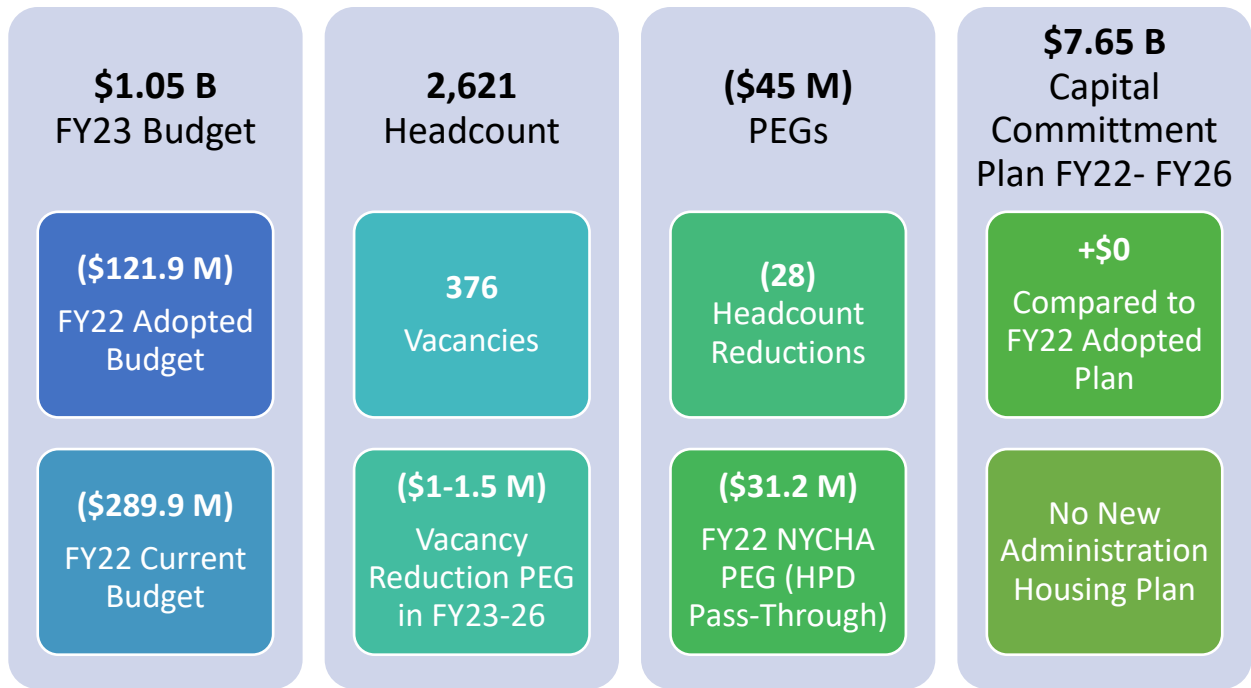 $1.05 B
FY23 Budget
($121.9 M)
FY22 Adopted
Budget
($289.9 M)
FY22 Current
Budget
2,621
Headcount
376
Vacancies
($1-1.5 M)
Vacancy
Reduction PEG
in FY23-26
($45 M)
PEGs
(28)
Headcount
Reductions
($31.2 M)
FY22 NYCHA
PEG (HPD
Pass-Through)
$7.65 B
Capital
Committment
Plan FY22- FY26
+$0
Compared to
FY22 Adopted
Plan
No New
Administration
Housing Plan